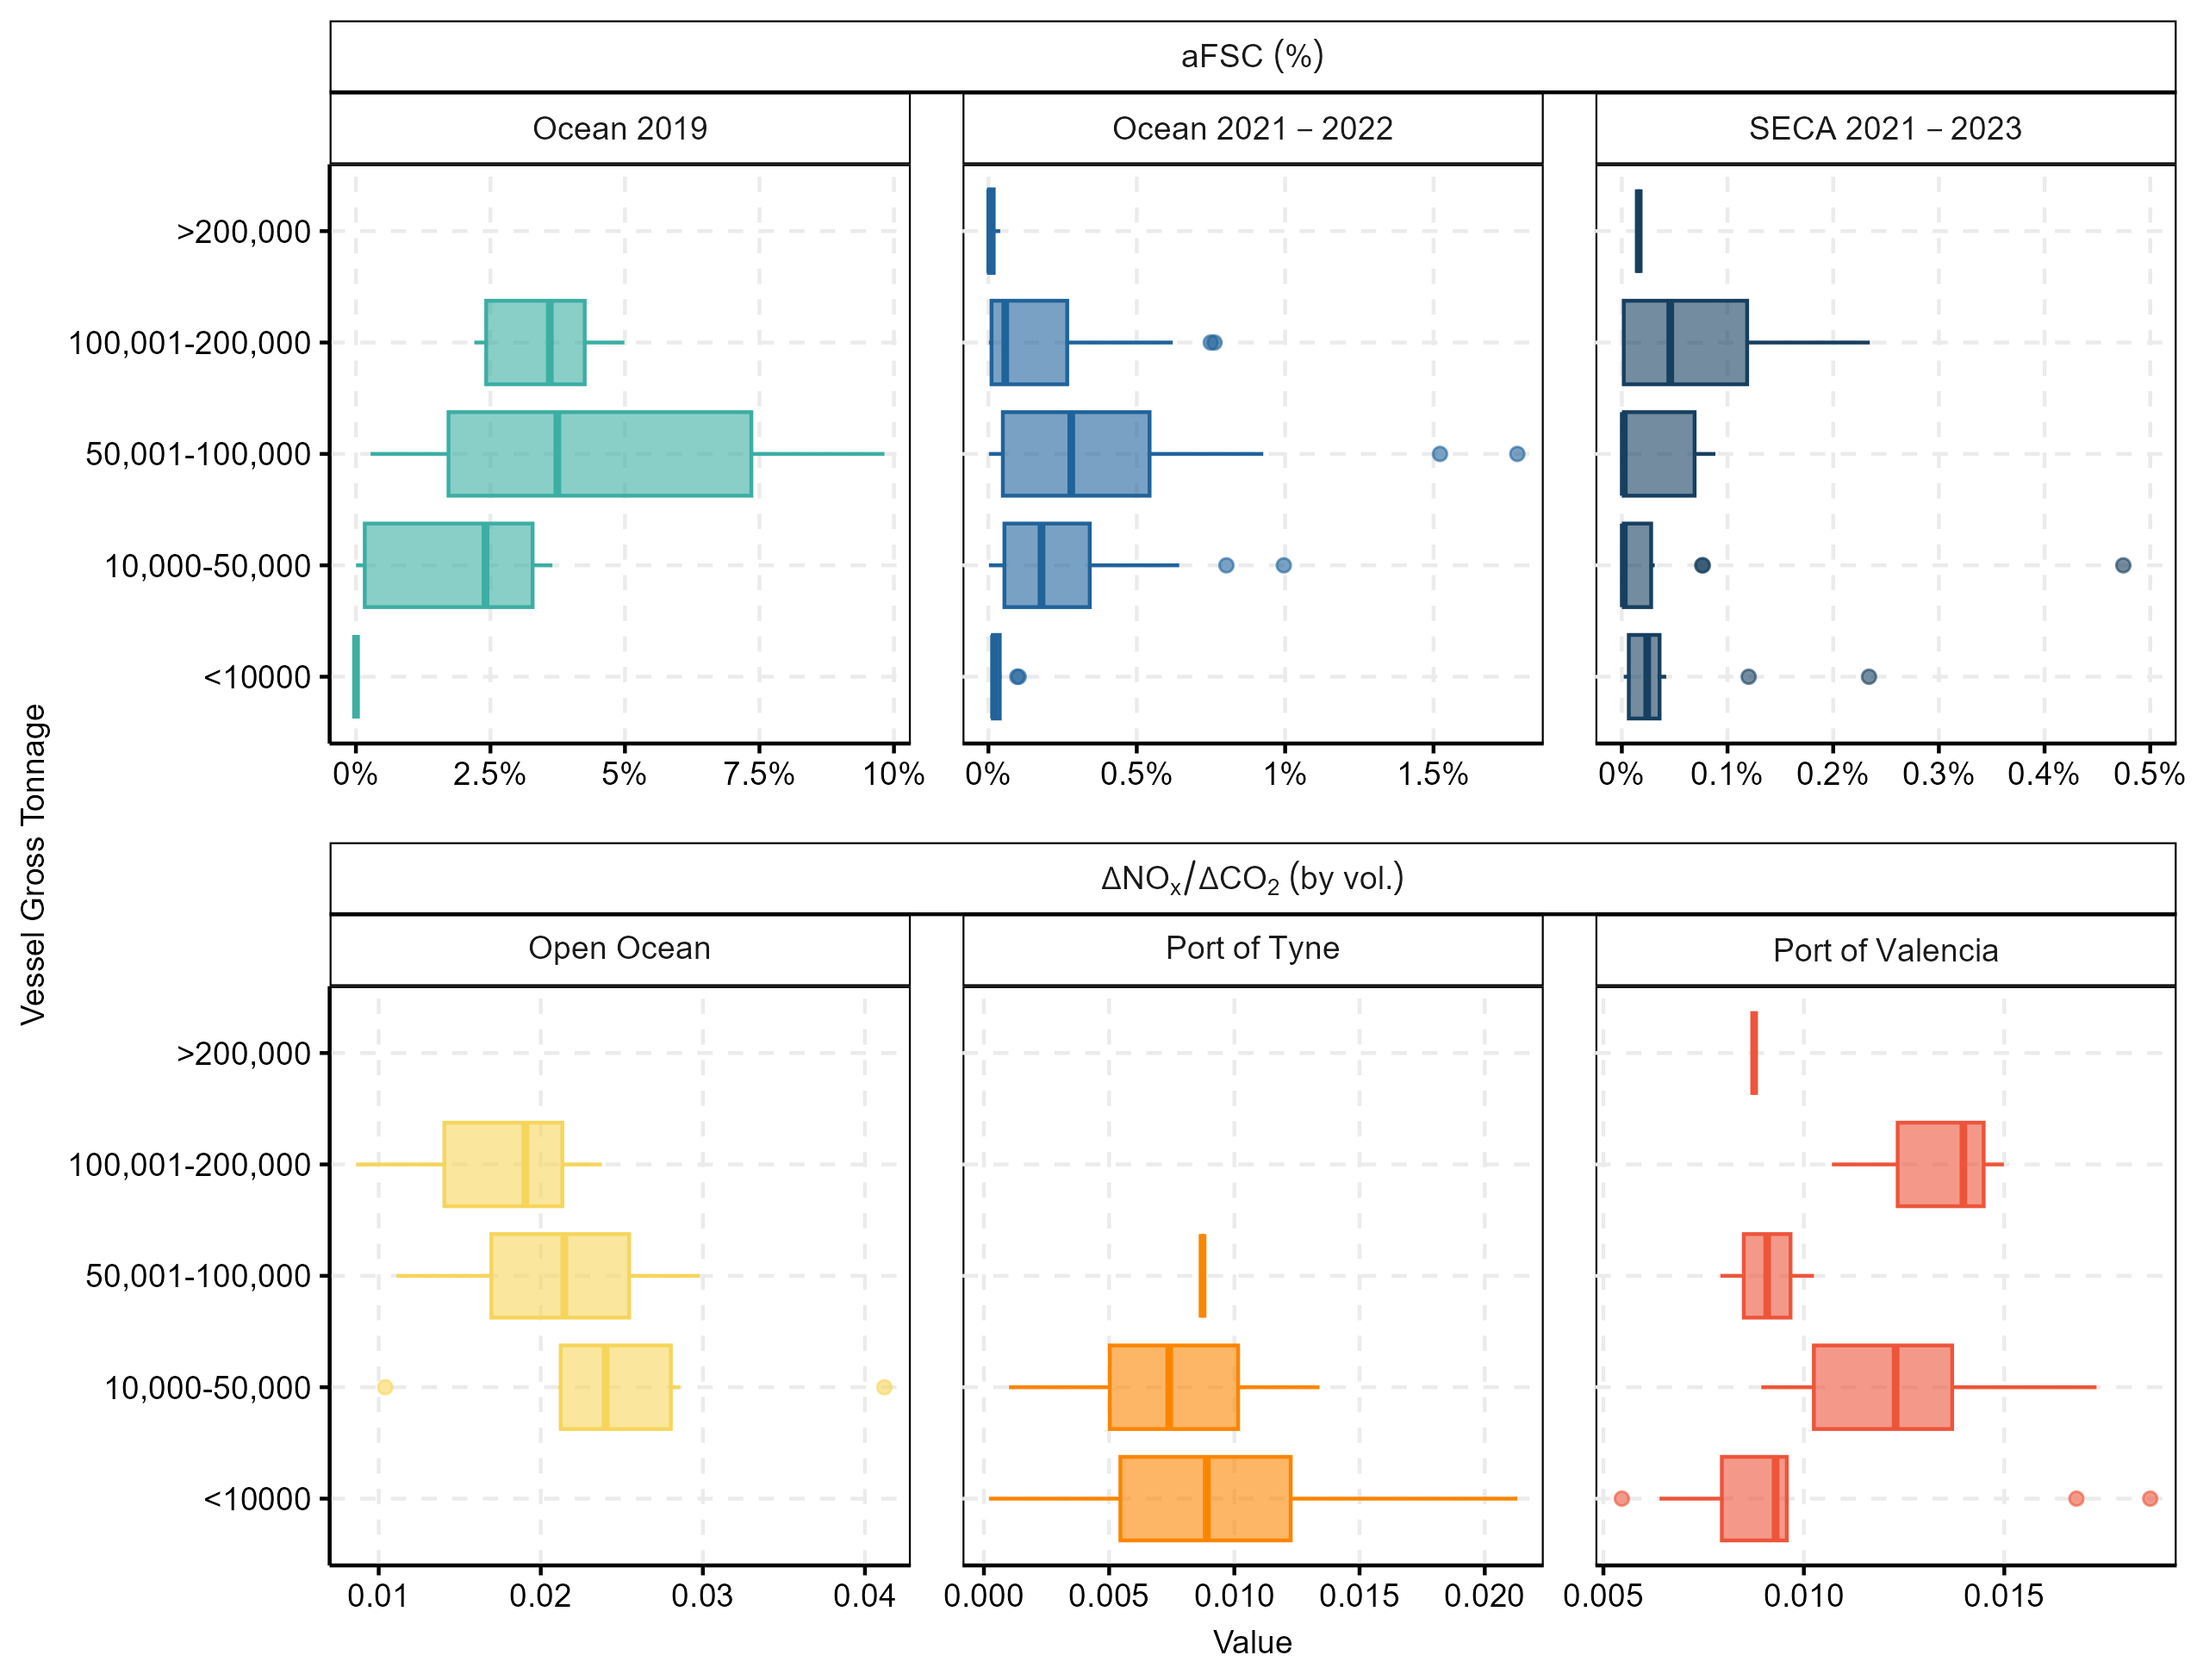 aFSC (%)
Ocean 2019
Ocean 2021 – 2022
SECA 2021 – 2023
>200,000
100,001-200,000
50,001-100,000
10,000-50,000
<10000
0% 2.5% 5% 7.5% 10%
0% 0.5% 1% 1.5%
0% 0.1% 0.2% 0.3% 0.4% 0.5%
Vessel Gross Tonnage
ΔNOₓ/ΔCO₂ (by vol.)
Open Ocean
Port of Tyne
Port of Valencia
>200,000
100,001-200,000
50,001-100,000
10,000-50,000
<10000
0.01 0.02 0.03 0.04
0.000 0.005 0.010 0.015 0.020
0.005 0.010 0.015
Value